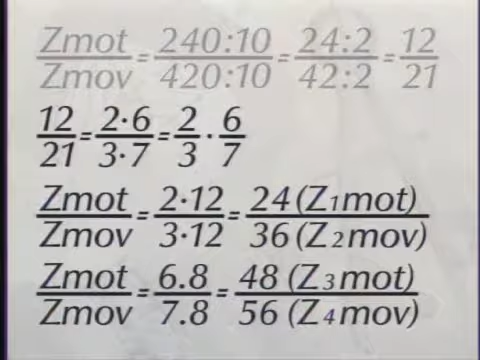 Zmot/Zmov = 240:10/420:10 = 24:2/42:2 = 12/21
12/21 = 2·6/3·7 = 2/3 · 6/7
Zmot/Zmov = 2·12/3·12 = 24 (Z1mot)/36 (Z2mov)
Zmot/Zmov = 6.8/7.8 = 48 (Z3mot)/56 (Z4mov)